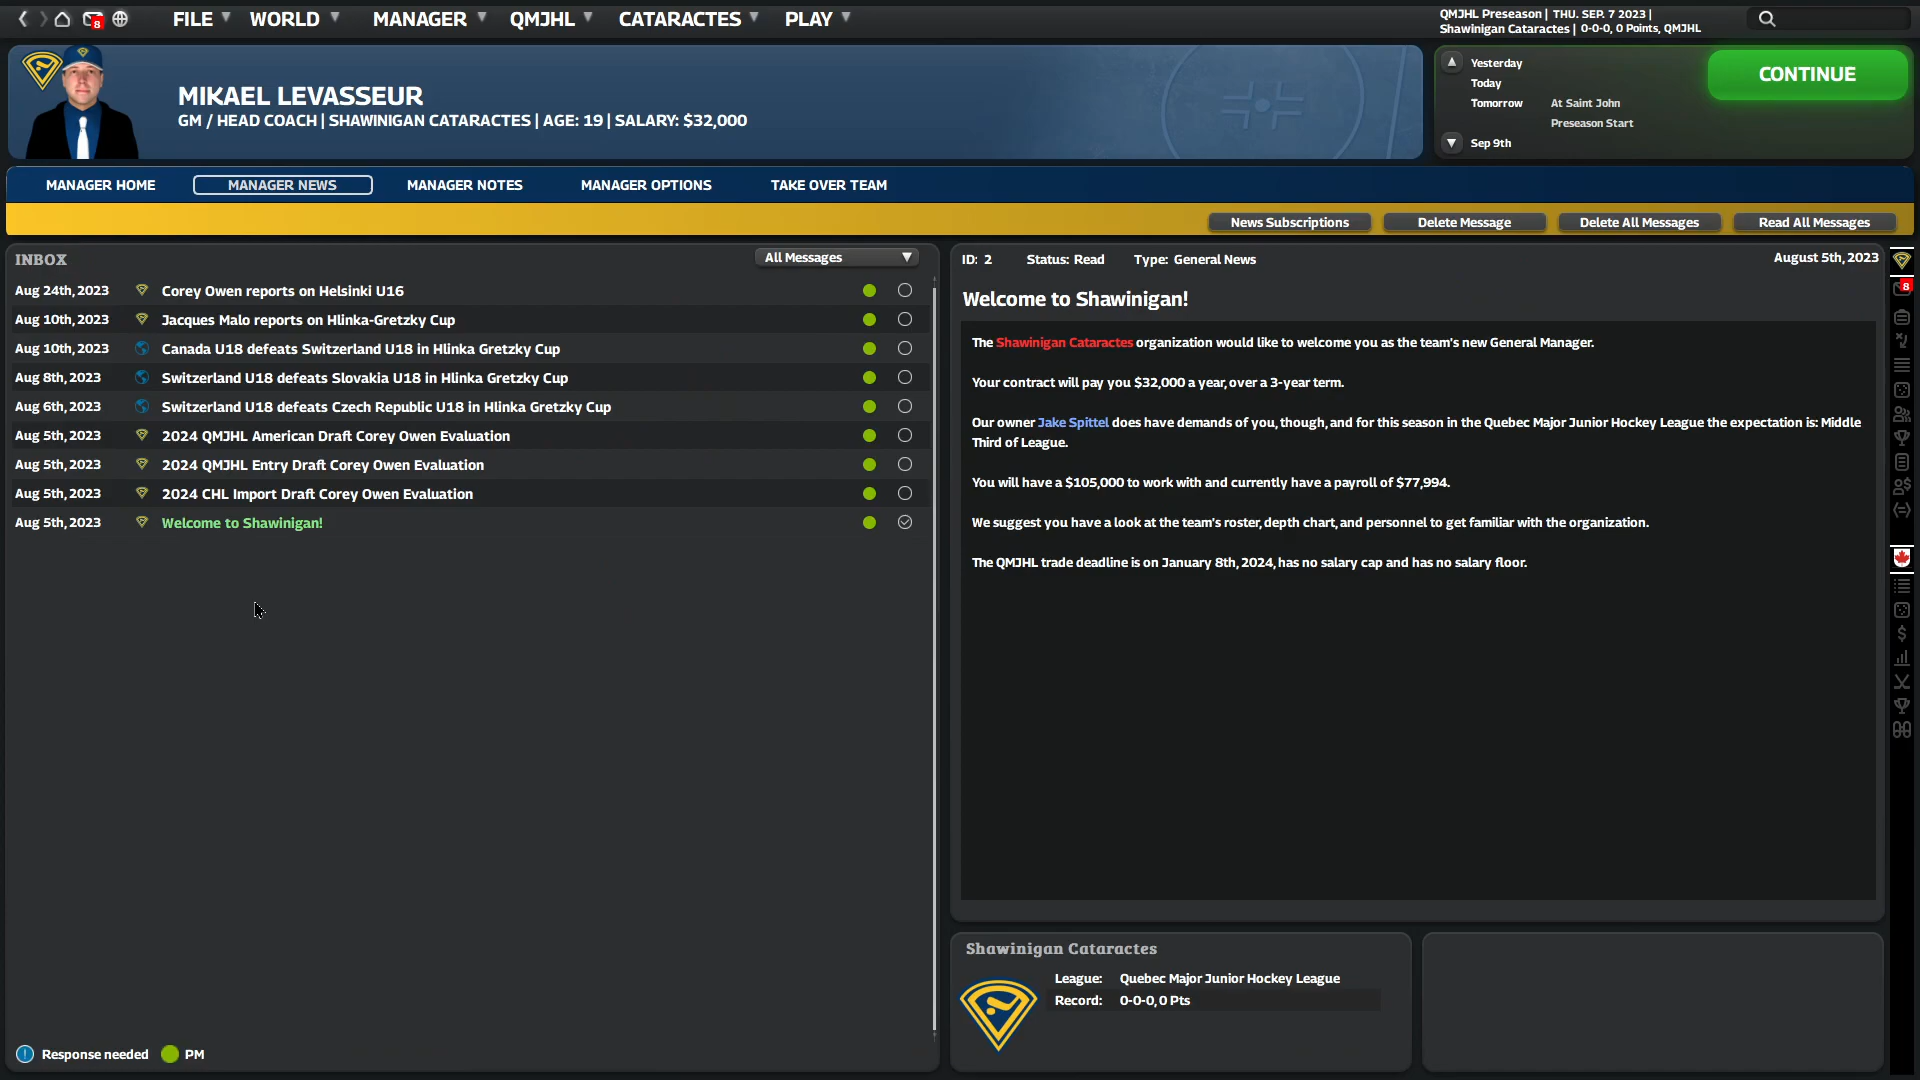 8
FILE
WORLD
MANAGER
QMJHL
CATARACTES
PLAY
QMJHL Preseason | THU. SEP. 7 2023 |
Shawinigan Cataractes | 0-0-0, 0 Points, QMJHL
MIKAEL LEVASSEUR
GM / HEAD COACH | SHAWINIGAN CATARACTES | AGE: 19 | SALARY: $32,000
Yesterday
Today
Tomorrow At Saint John
Preseason Start
Sep 9th
CONTINUE
MANAGER HOME
MANAGER NEWS
MANAGER NOTES
MANAGER OPTIONS
TAKE OVER TEAM
News Subscriptions
Delete Message
Delete All Messages
Read All Messages
INBOX
All Messages
Aug 24th, 2023 Corey Owen reports on Helsinki U16
Aug 10th, 2023 Jacques Malo reports on Hlinka-Gretzky Cup
Aug 10th, 2023 Canada U18 defeats Switzerland U18 in Hlinka Gretzky Cup
Aug 8th, 2023 Switzerland U18 defeats Slovakia U18 in Hlinka Gretzky Cup
Aug 6th, 2023 Switzerland U18 defeats Czech Republic U18 in Hlinka Gretzky Cup
Aug 5th, 2023 2024 QMJHL American Draft Corey Owen Evaluation
Aug 5th, 2023 2024 QMJHL Entry Draft Corey Owen Evaluation
Aug 5th, 2023 2024 CHL Import Draft Corey Owen Evaluation
Aug 5th, 2023 Welcome to Shawinigan!
Response needed
PM
ID: 2 Status: Read Type: General News August 5th, 2023
Welcome to Shawinigan!
The Shawinigan Cataractes organization would like to welcome you as the team's new General Manager.
Your contract will pay you $32,000 a year, over a 3-year term.
Our owner Jake Spittel does have demands of you, though, and for this season in the Quebec Major Junior Hockey League the expectation is: Middle
Third of League.
You will have a $105,000 to work with and currently have a payroll of $77,994.
We suggest you have a look at the team's roster, depth chart, and personnel to get familiar with the organization.
The QMJHL trade deadline is on January 8th, 2024, has no salary cap and has no salary floor.
Shawinigan Cataractes
League: Quebec Major Junior Hockey League
Record: 0-0-0, 0 Pts
8